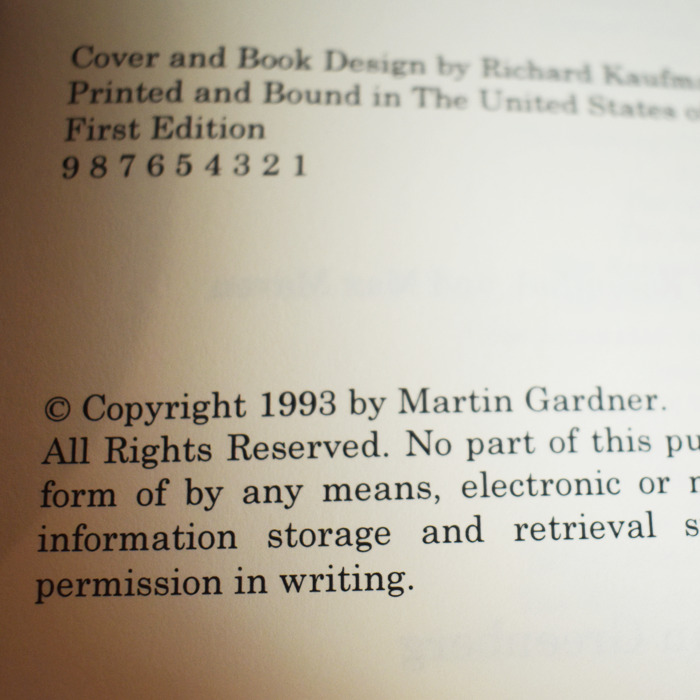 Cover and Book Design by Richard Kaufm
Printed and Bound in The United States o
First Edition
9 8 7 6 5 4 3 2 1
© Copyright 1993 by Martin Gardner.
All Rights Reserved. No part of this pu
form of by any means, electronic or
information storage and retrieval s
permission in writing.